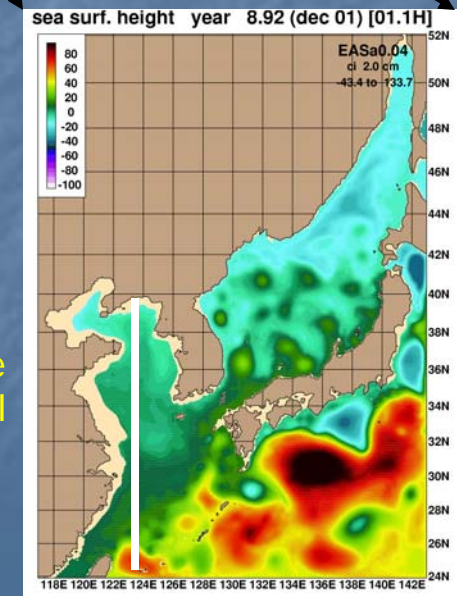 sea surf. height year 8.92 (dec 01) [01.1H]
EASa0.04
ci 2.0 cm
-43.4 to 133.7
80
60
40
20
0
-20
-40
-60
-80
-100
52N
50N
48N
46N
44N
42N
40N
38N
36N
34N
32N
30N
28N
26N
24N
118E 120E 122E 124E 126E 128E 130E 132E 134E 136E 138E 140E 142E